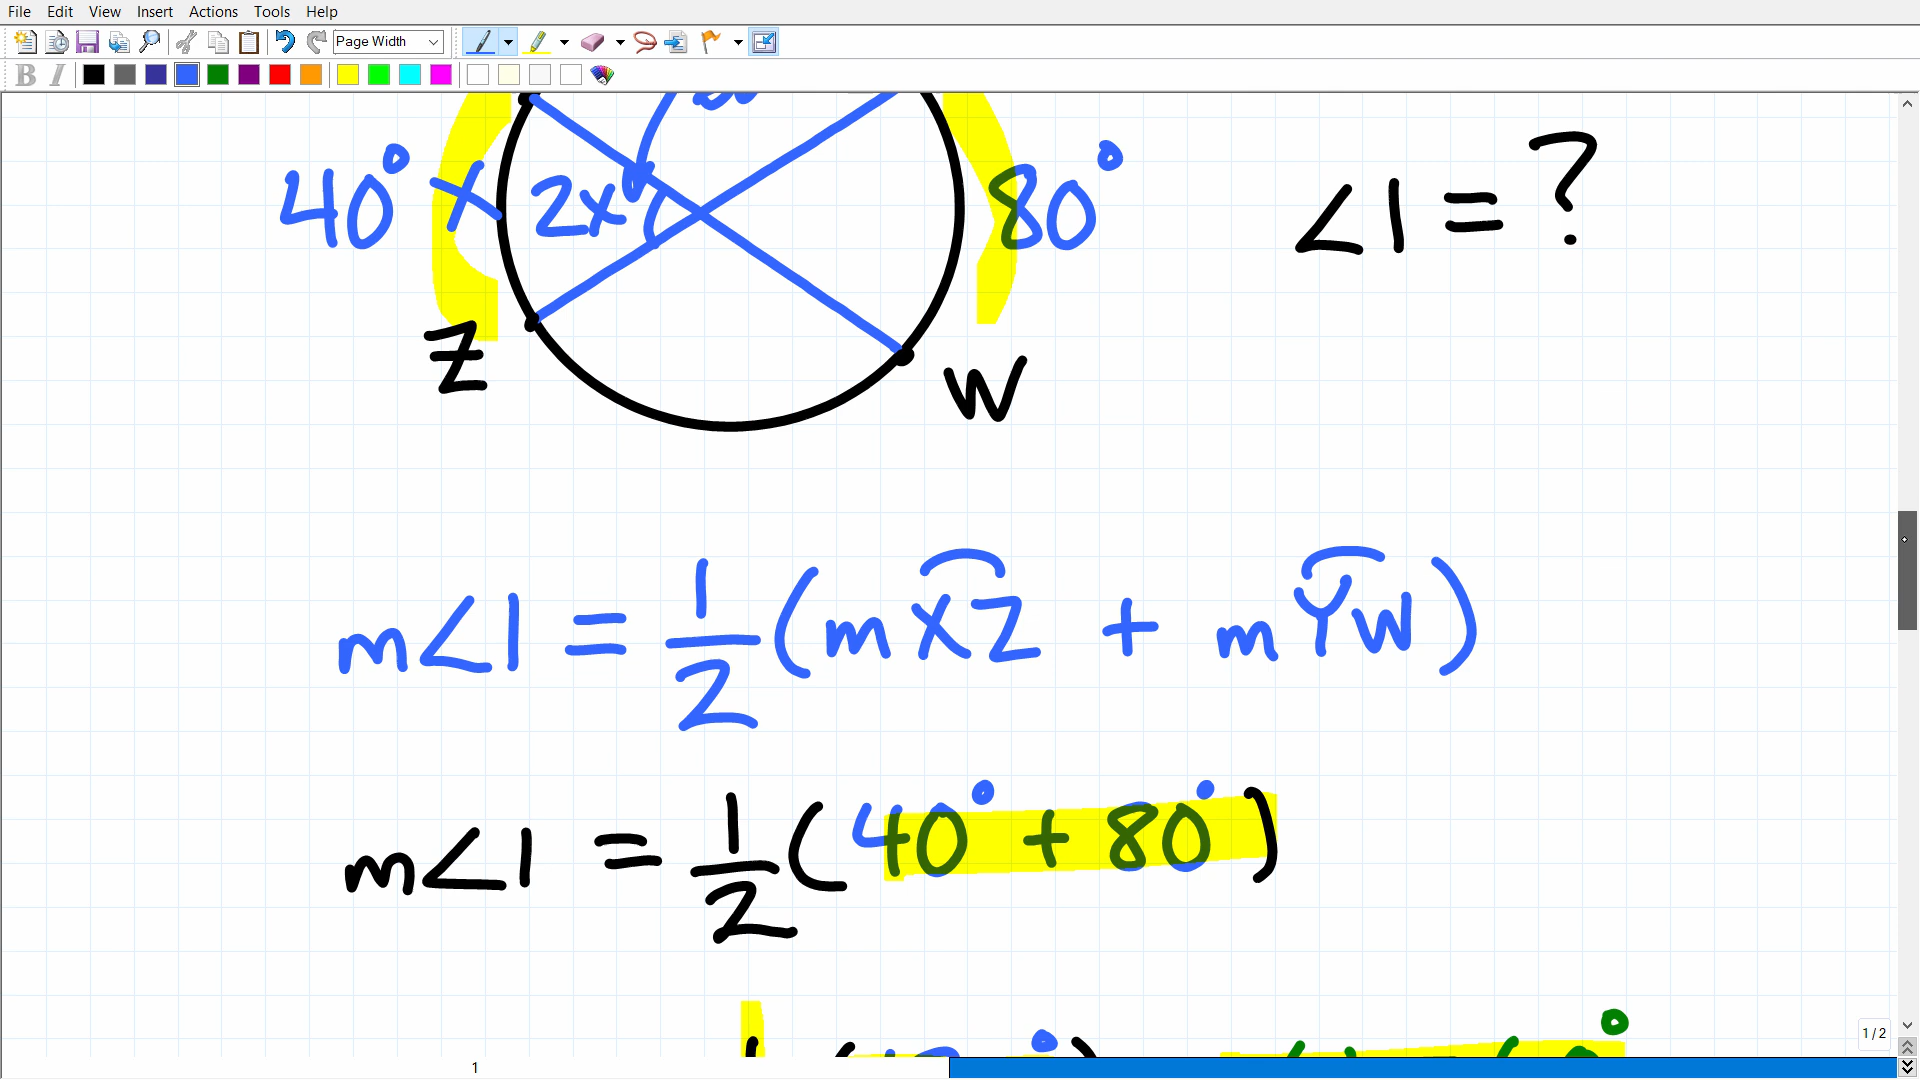 File Edit View Insert Actions Tools Help
Page Width
B I
40° x 2x 80° ∠1 = ?
Z
W
m∠1 = 1/2 (mXZ + mYW)
m∠1 = 1/2 (40° + 80°)
1/2
1